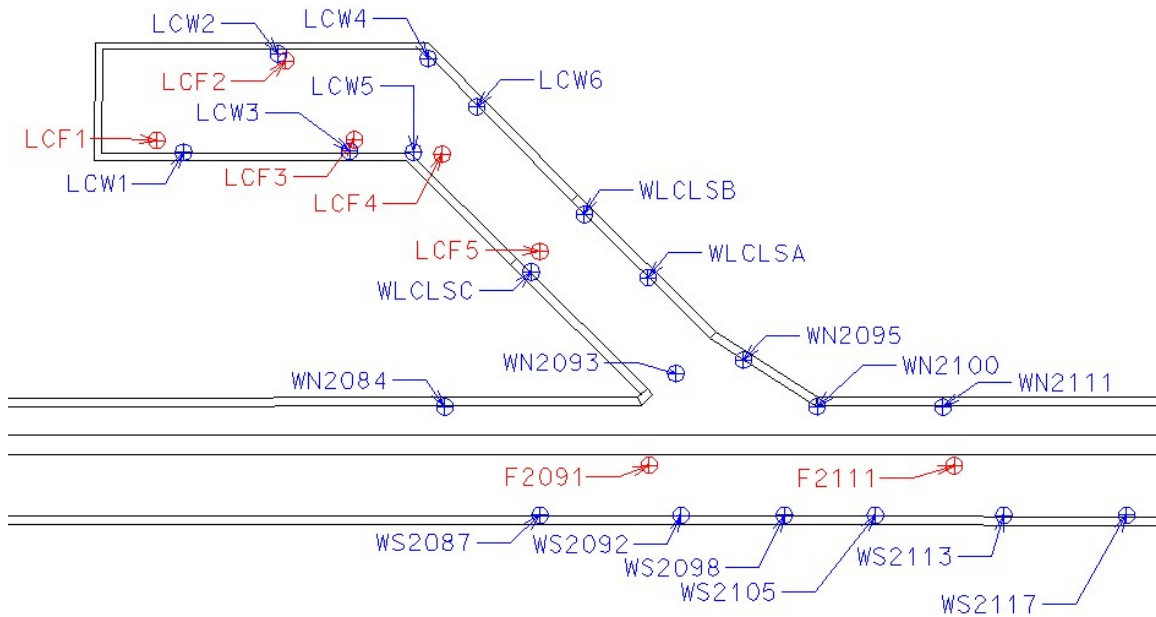 LCW2
LCW4
LCF2
LCW6
LCW5
LCW3
LCF1
LCW1
LCF3
LCF4
WLCLSB
LCF5
WLCLSA
WLCLSC
WN2095
WN2093
WN2100
WN2084
WN2111
F2091
F2111
WS2087
WS2092
WS2098
WS2105
WS2113
WS2117